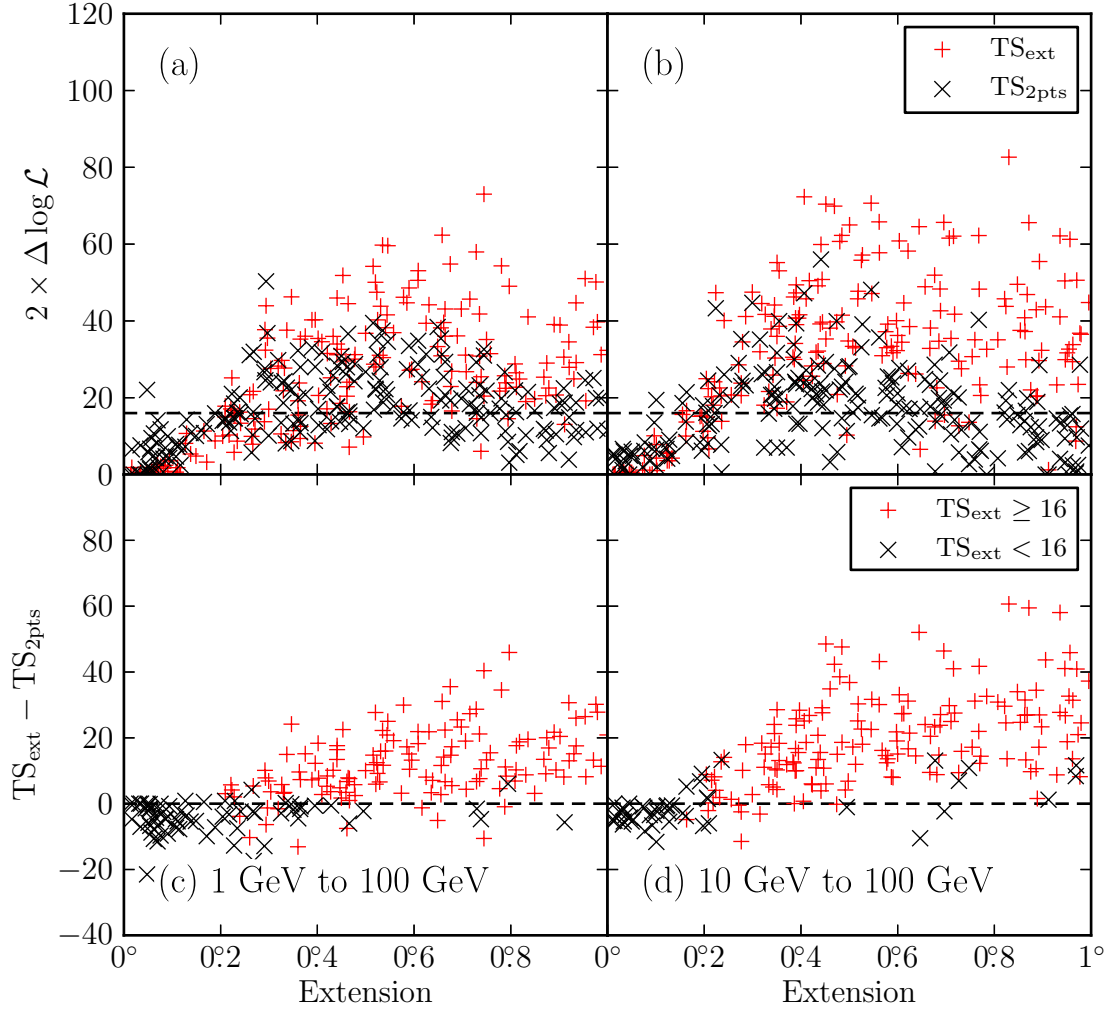 120
100
80
60
40
20
0
2 × Δ log ℒ
(a)
(b)
TS_ext
TS_2pts
80
60
40
20
0
−20
−40
TS_ext − TS_2pts
TS_ext ≥ 16
TS_ext < 16
(c) 1 GeV to 100 GeV
(d) 10 GeV to 100 GeV
0° 0.°2 0.°4 0.°6 0.°8 0° 0.°2 0.°4 0.°6 0.°8 1°
Extension Extension